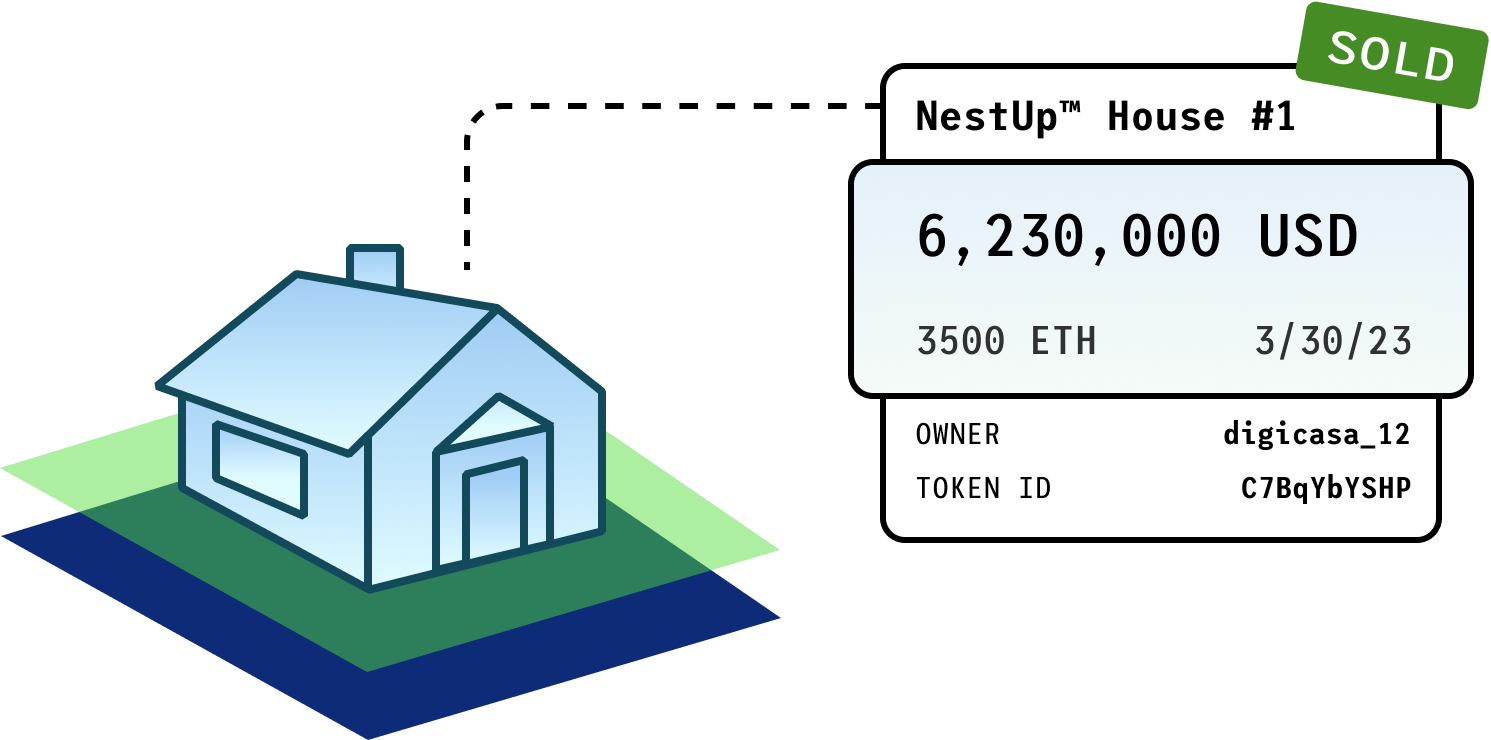 SOLD
NestUp™ House #1
6,230,000 USD
3500 ETH 3/30/23
OWNER digicasa_12
TOKEN ID C7BqYbYSHP